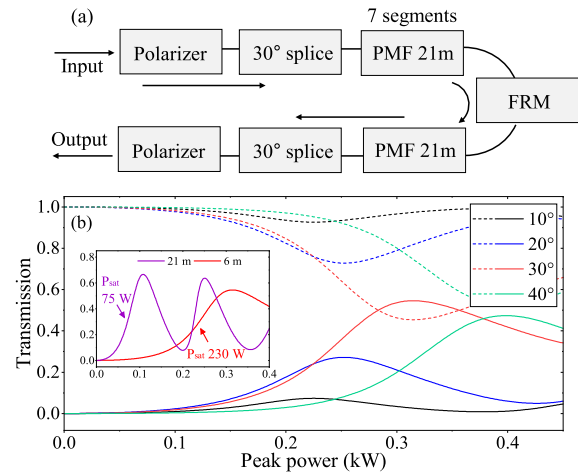 (a)
7 segments
Input
Polarizer
30° splice
PMF 21m
FRM
Output
Polarizer
30° splice
PMF 21m
(b)
Transmission
1.0
0.8
0.6
0.4
0.2
0.0
0.0
0.1
0.2
0.3
0.4
Peak power (kW)
10°
20°
30°
40°
21 m
6 m
0.8
0.6
0.4
0.2
0.0
0.0
0.1
0.2
0.3
0.4
Psat
75 W
Psat 230 W